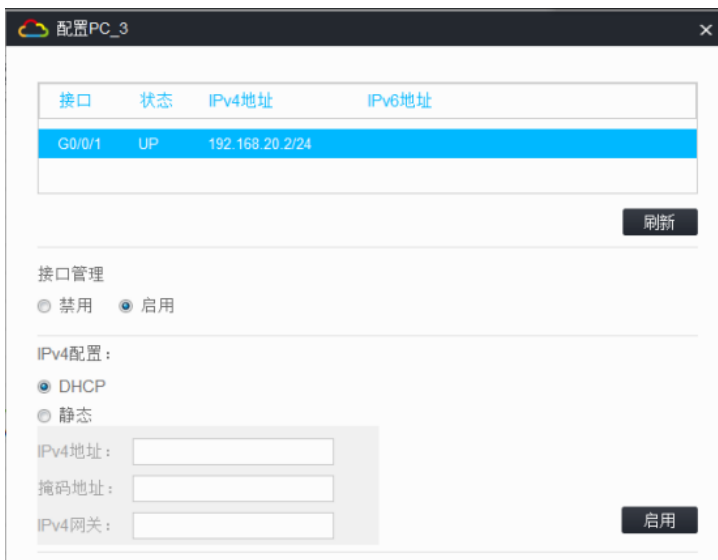 配置PC_3
接口 状态 IPv4地址 IPv6地址
G0/0/1 UP 192.168.20.2/24
刷新
接口管理
禁用 启用
IPv4配置：
DHCP
静态
IPv4地址：
掩码地址：
IPv4网关：
启用